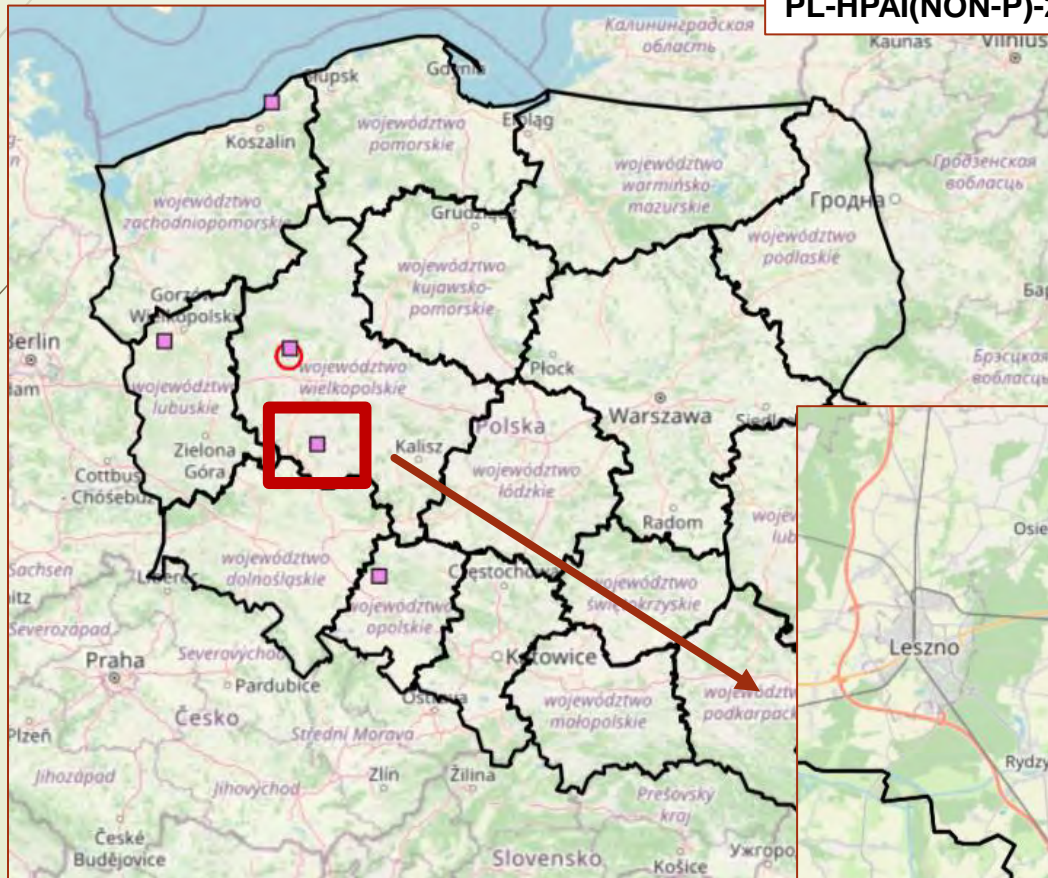 PL-HPAI(NON-P)-
Калининградская
область
Kaunas
Vilnius
Słupsk
Gdynia
Koszalin
Elbląg
województwo
pomorskie
województwo
warmińsko-
mazurskie
Гродзенская
вобласць
Гродна
województwo
zachodniopomorskie
Grudziądz
województwo
podlaskie
województwo
kujawsko-
pomorskie
Gorzów
Wielkopolski
Berlin
Płock
Брэсцкая
вобласць
województwo
wielkopolskie
województwo
lubuskie
Warszawa
Polska
Zielona
Góra
Kalisz
Cottbus
- Chóśebuz
województwo
łódzkie
Radom
Osie
województwo
dolnośląskie
Częstochowa
województwo
świętokrzyskie
Sachsen
województwo
opolskie
Leszno
Severozápad
Severovýchod
Praha
Katowice
Pardubice
Ostrava
województwo
małopolskie
Česko
Střední Morava
Plzeň
Rydzy
Jihozápad
Jihovýchod
Zlín
Žilina
Prešovský
kraj
České
Budějovice
Slovensko
Košice
Ужгоро